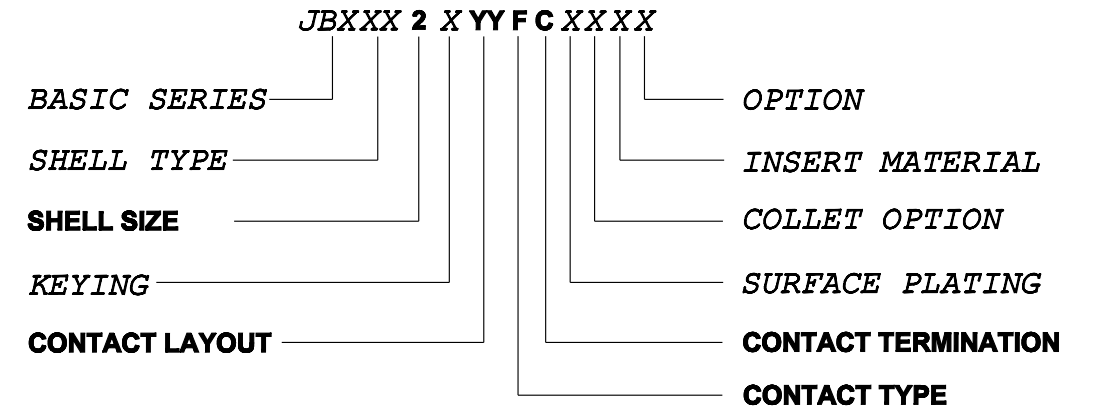 JBXXX 2 X YY F C XXXX
BASIC SERIES
SHELL TYPE
SHELL SIZE
KEYING
CONTACT LAYOUT
OPTION
INSERT MATERIAL
COLLET OPTION
SURFACE PLATING
CONTACT TERMINATION
CONTACT TYPE